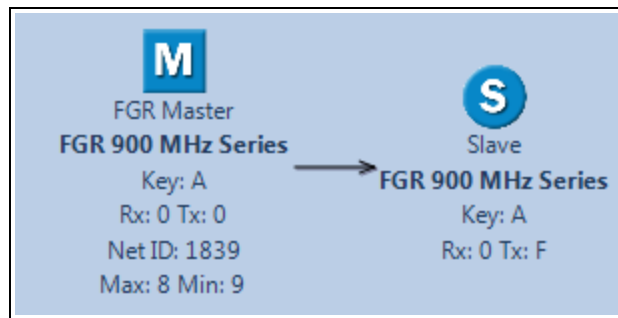 M
FGR Master
FGR 900 MHz Series
Key: A
Rx: 0 Tx: 0
Net ID: 1839
Max: 8 Min: 9
S
Slave
FGR 900 MHz Series
Key: A
Rx: 0 Tx: F